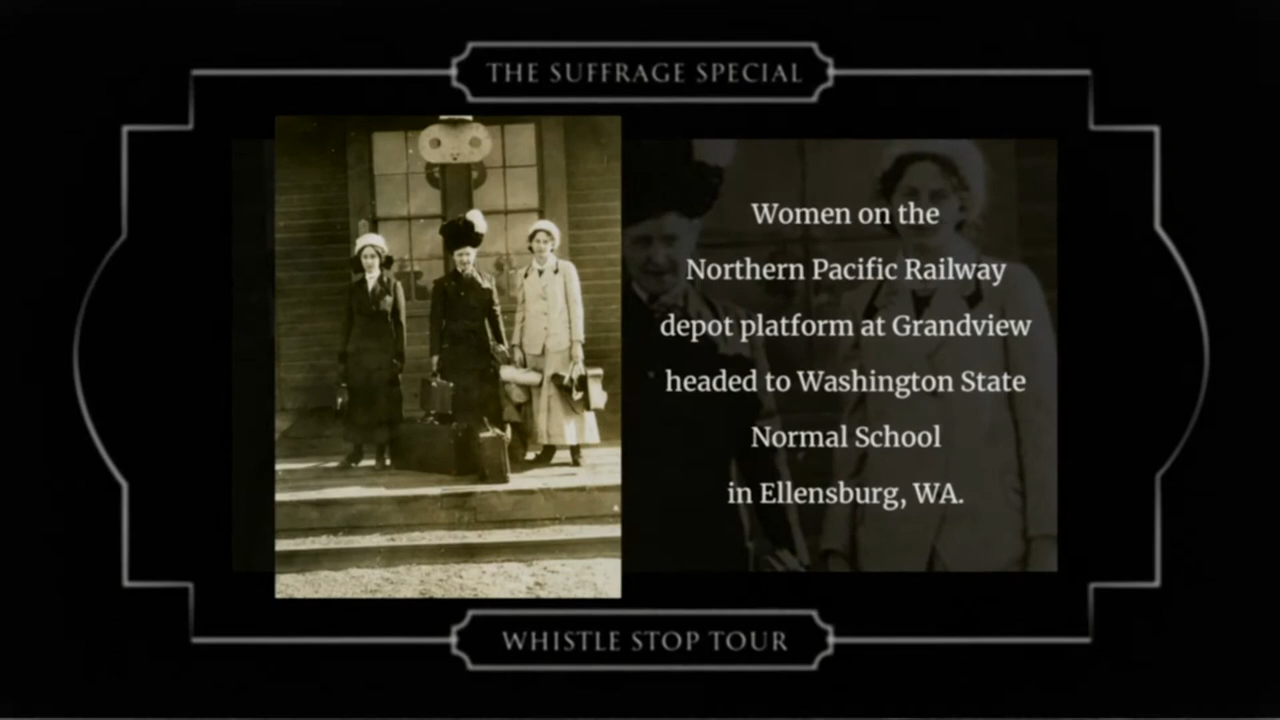 THE SUFFRAGE SPECIAL
Women on the
Northern Pacific Railway
depot platform at Grandview
headed to Washington State
Normal School
in Ellensburg, WA.
WHISTLE STOP TOUR